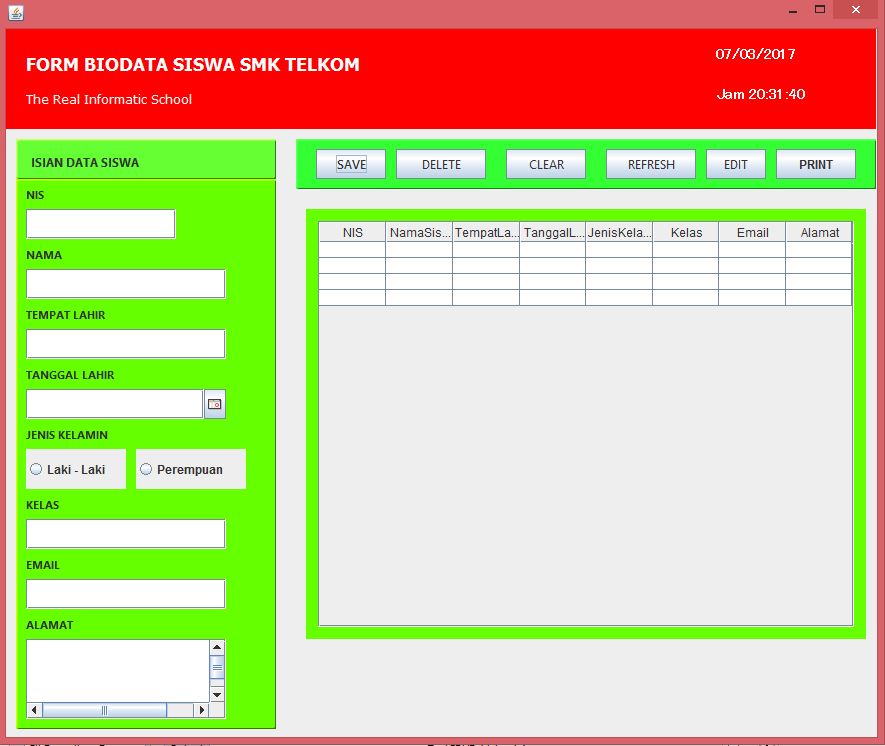 FORM BIODATA SISWA SMK TELKOM
The Real Informatic School
07/03/2017
Jam 20:31:40
ISIAN DATA SISWA
NIS
NAMA
TEMPAT LAHIR
TANGGAL LAHIR
JENIS KELAMIN
Laki - Laki Perempuan
KELAS
EMAIL
ALAMAT
SAVE DELETE CLEAR REFRESH EDIT PRINT
NIS NamaSis... TempatLa... TanggalL... JenisKela... Kelas Email Alamat